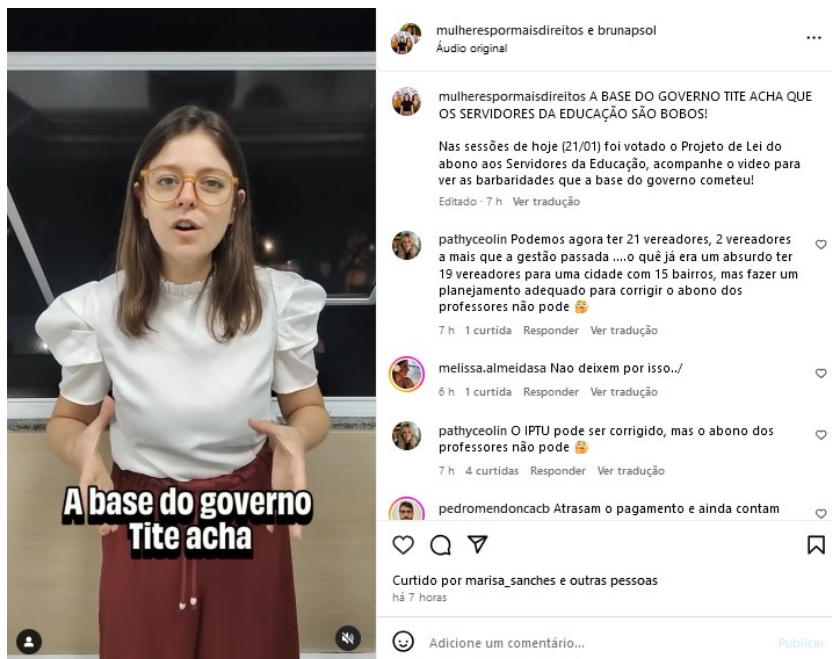 A base do governo
Tite acha
mulherespormaisdireitos e brunapsol
Áudio original
mulherespormaisdireitos A BASE DO GOVERNO TITE ACHA QUE
OS SERVIDORES DA EDUCAÇÃO SÃO BOBOS!
Nas sessões de hoje (21/01) foi votado o Projeto de Lei do
abono aos Servidores da Educação, acompanhe o video para
ver as barbaridades que a base do governo cometeu!
Editado · 7 h Ver tradução
pathyceolin Podemos agora ter 21 vereadores, 2 vereadores
a mais que a gestão passada ....o quê já era um absurdo ter
19 vereadores para uma cidade com 15 bairros, mas fazer um
planejamento adequado para corrigir o abono dos
professores não pode 🤔
7 h 1 curtida Responder Ver tradução
melissa.almeidasa Nao deixem por isso../
6 h 1 curtida Responder Ver tradução
pathyceolin O IPTU pode ser corrigido, mas o abono dos
professores não pode 🤔
7 h 4 curtidas Responder Ver tradução
pedromendoncacb Atrasam o pagamento e ainda contam
Curtido por marisa_sanches e outras pessoas
há 7 horas
Adicione um comentário...
Publicar